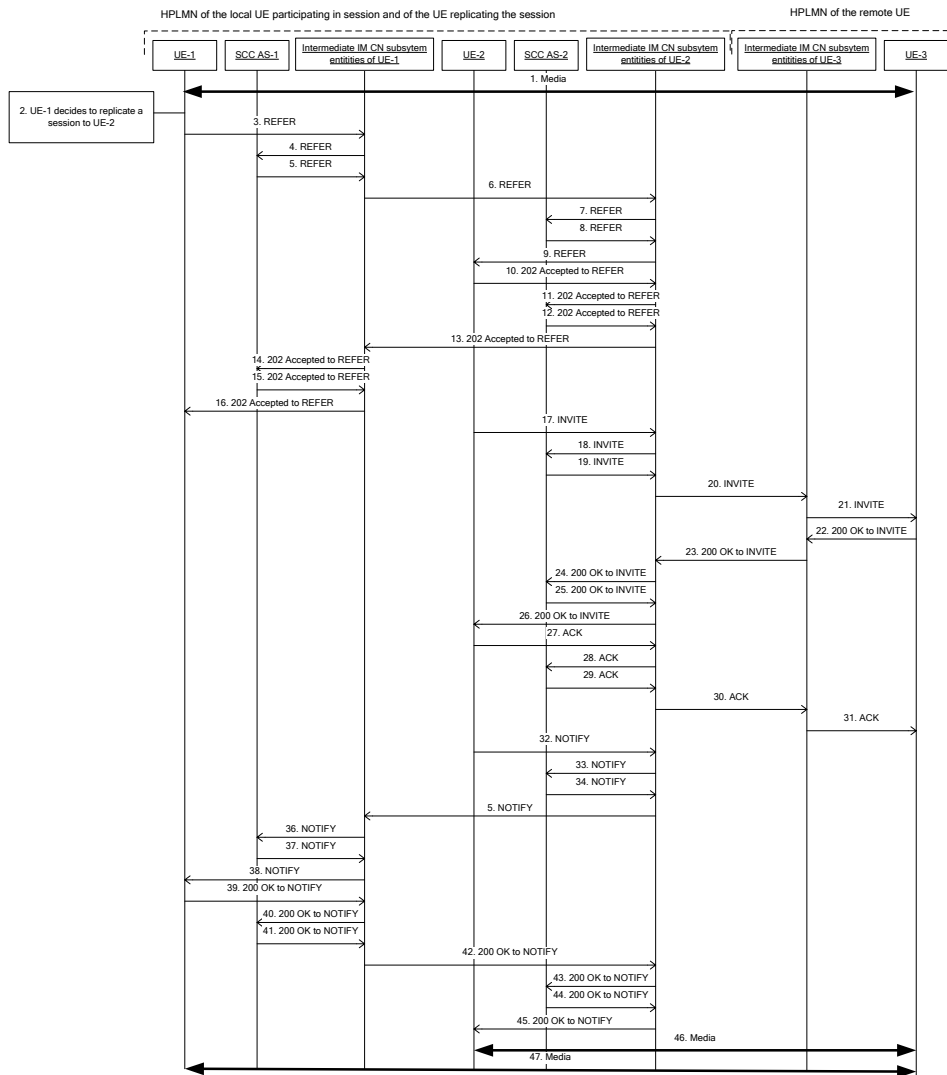 HPLMN of the local UE participating in session and of the UE replicating the session
HPLMN of the remote UE
UE-1
SCC AS-1
Intermediate IM CN subsytem
entitities of UE-1
UE-2
SCC AS-2
Intermediate IM CN subsytem
entitities of UE-2
Intermediate IM CN subsytem
entitities of UE-3
UE-3
1. Media
2. UE-1 decides to replicate a
session to UE-2
3. REFER
4. REFER
5. REFER
6. REFER
7. REFER
8. REFER
9. REFER
10. 202 Accepted to REFER
11. 202 Accepted to REFER
12. 202 Accepted to REFER
13. 202 Accepted to REFER
14. 202 Accepted to REFER
15. 202 Accepted to REFER
16. 202 Accepted to REFER
17. INVITE
18. INVITE
19. INVITE
20. INVITE
21. INVITE
22. 200 OK to INVITE
23. 200 OK to INVITE
24. 200 OK to INVITE
25. 200 OK to INVITE
26. 200 OK to INVITE
27. ACK
28. ACK
29. ACK
30. ACK
31. ACK
32. NOTIFY
33. NOTIFY
34. NOTIFY
5. NOTIFY
36. NOTIFY
37. NOTIFY
38. NOTIFY
39. 200 OK to NOTIFY
40. 200 OK to NOTIFY
41. 200 OK to NOTIFY
42. 200 OK to NOTIFY
43. 200 OK to NOTIFY
44. 200 OK to NOTIFY
45. 200 OK to NOTIFY
46. Media
47. Media